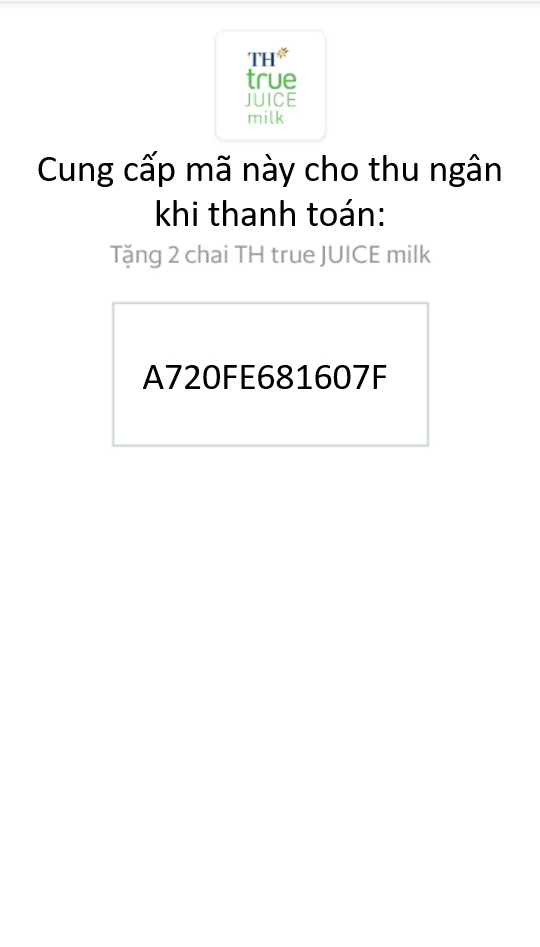 TH
true
JUICE
milk
Cung cấp mã này cho thu ngân
khi thanh toán:
Tặng 2 chai TH true JUICE milk
A720FE681607F